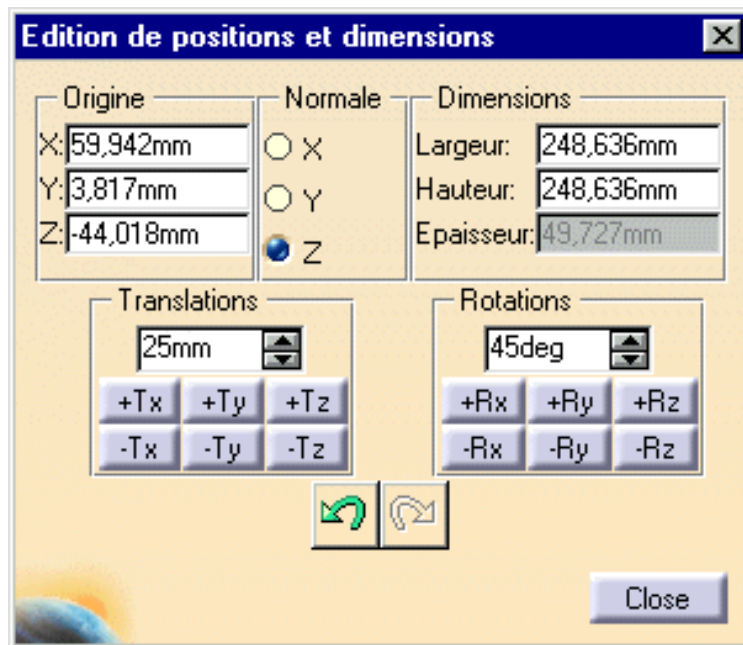 Edition de positions et dimensions
Origine Normale Dimensions
X: 59,942mm X Largeur: 248,636mm
Y: 3,817mm Y Hauteur: 248,636mm
Z: -44,018mm Z Epaisseur: 49,727mm
Translations Rotations
25mm 45deg
+Tx +Ty +Tz +Rx +Ry +Rz
-Tx -Ty -Tz -Rx -Ry -Rz
Close